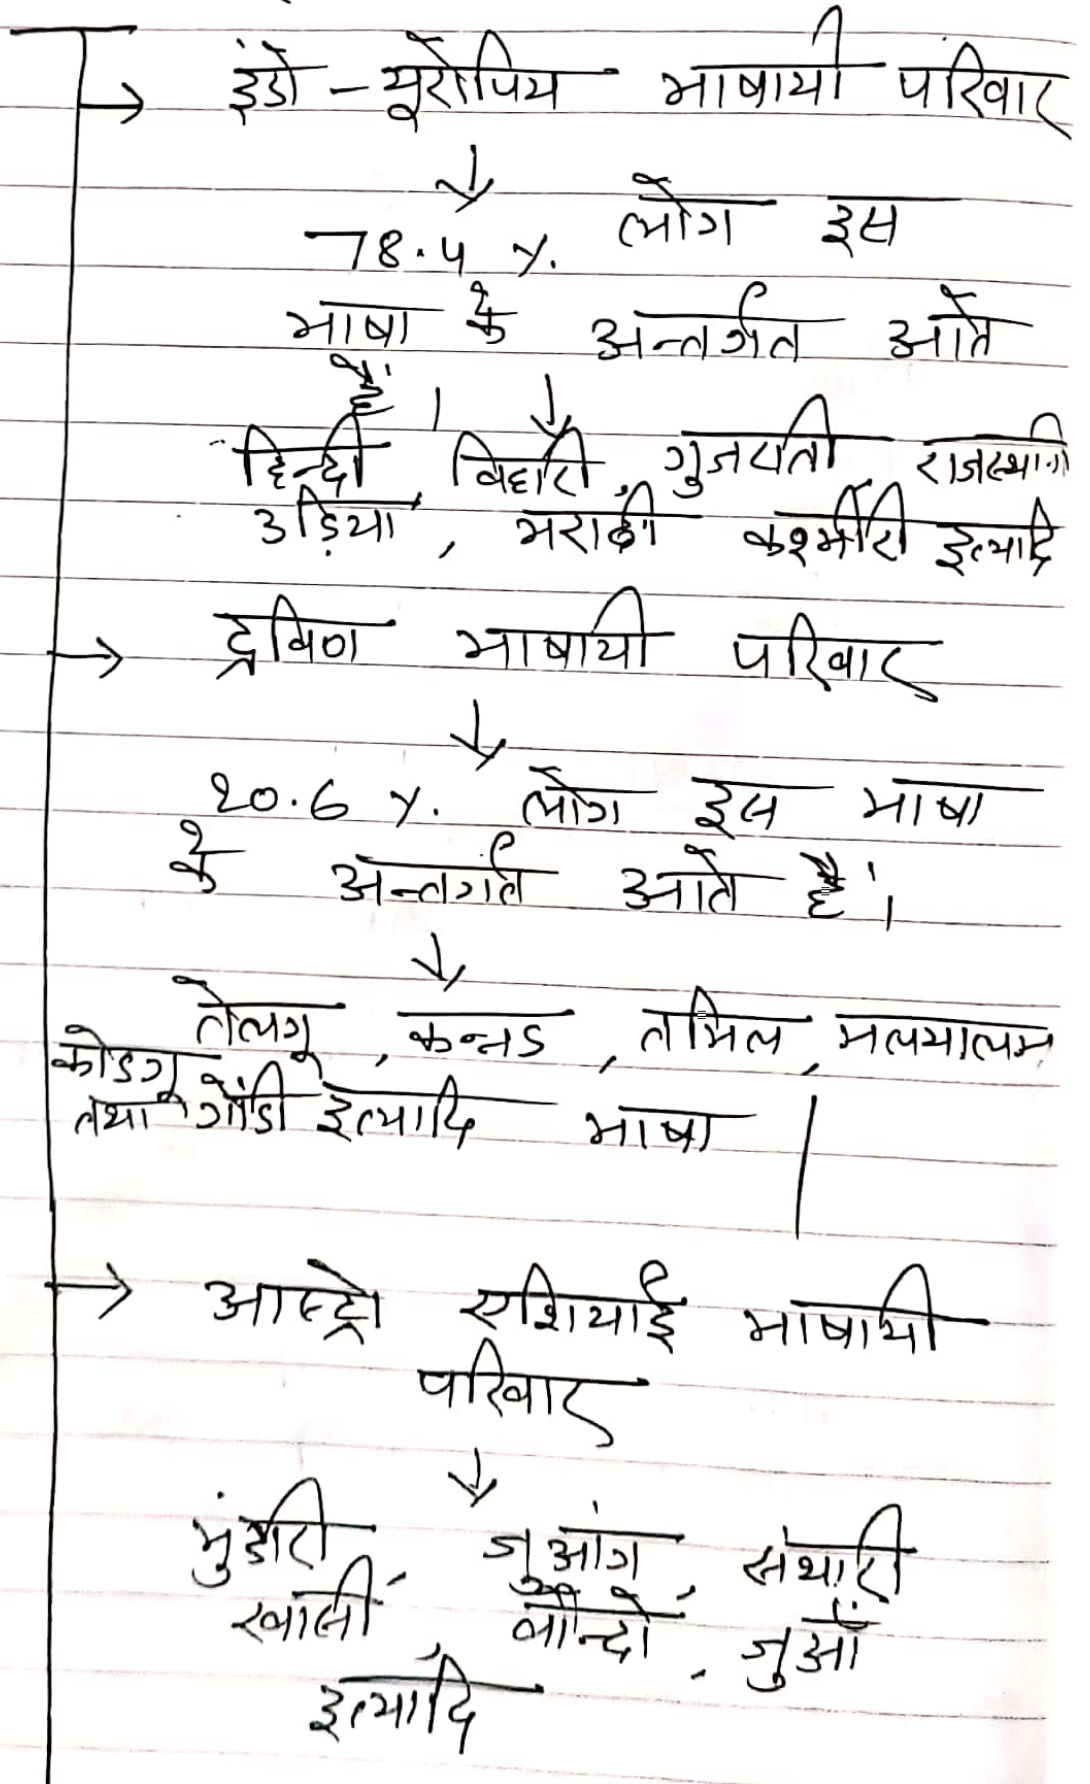 इंडो - यूरोपिय भाषायी परिवार
78.4 %. लोग इस
भाषा के अन्तर्गत आते
हैं ।
हिन्दी, विहारी, गुजराती राजस्थानी
उड़िया, मराठी कश्मीरी इत्यादि
द्रविण भाषायी परिवार
20.6 %. लोग इस भाषा
के अन्तर्गत आते हैं ।
तेलगू, कन्नड, तमिल, मलयालम
कोडगू
तथा गोंडी इत्यादि भाषा |
आस्ट्रो एशियाई भाषायी
परिवार
मुंडारी, जुआंग, संथारी
खासी, बोन्दो, जुओं
इत्यादि